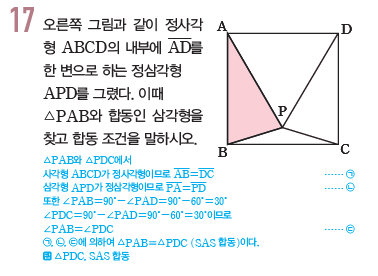 17 오른쪽 그림과 같이 정사각
형 ABCD의 내부에 A̅D̅를
한 변으로 하는 정삼각형
APD를 그렸다. 이때
△PAB와 합동인 삼각형을
찾고 합동 조건을 말하시오.
A
D
P
B
C
△PAB와 △PDC에서
사각형 ABCD가 정사각형이므로 A̅B̅=D̅C̅ ……㉠
삼각형 APD가 정삼각형이므로 P̅A̅=P̅D̅ ……㉡
또한 ∠PAB=90°-∠PAD=90°-60°=30°
∠PDC=90°-∠PAD=90°-60°=30°이므로
∠PAB=∠PDC ……㉢
㉠, ㉡, ㉢에 의하여 △PAB≡△PDC (SAS 합동)이다.
답 △PDC, SAS 합동